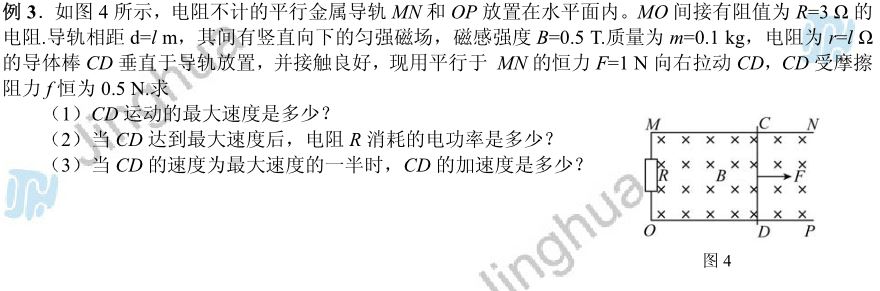 例 3．如图 4 所示，电阻不计的平行金属导轨 MN 和 OP 放置在水平面内。MO 间接有阻值为 R=3 Ω 的
电阻.导轨相距 d=l m，其间有竖直向下的匀强磁场，磁感强度 B=0.5 T.质量为 m=0.1 kg，电阻为 r=l Ω
的导体棒 CD 垂直于导轨放置，并接触良好，现用平行于 MN 的恒力 F=1 N 向右拉动 CD，CD 受摩擦
阻力 f 恒为 0.5 N.求
（1）CD 运动的最大速度是多少？
（2）当 CD 达到最大速度后，电阻 R 消耗的电功率是多少？
（3）当 CD 的速度为最大速度的一半时，CD 的加速度是多少？
M C N
R B F
O D P
图 4
Jinghua
jinghua